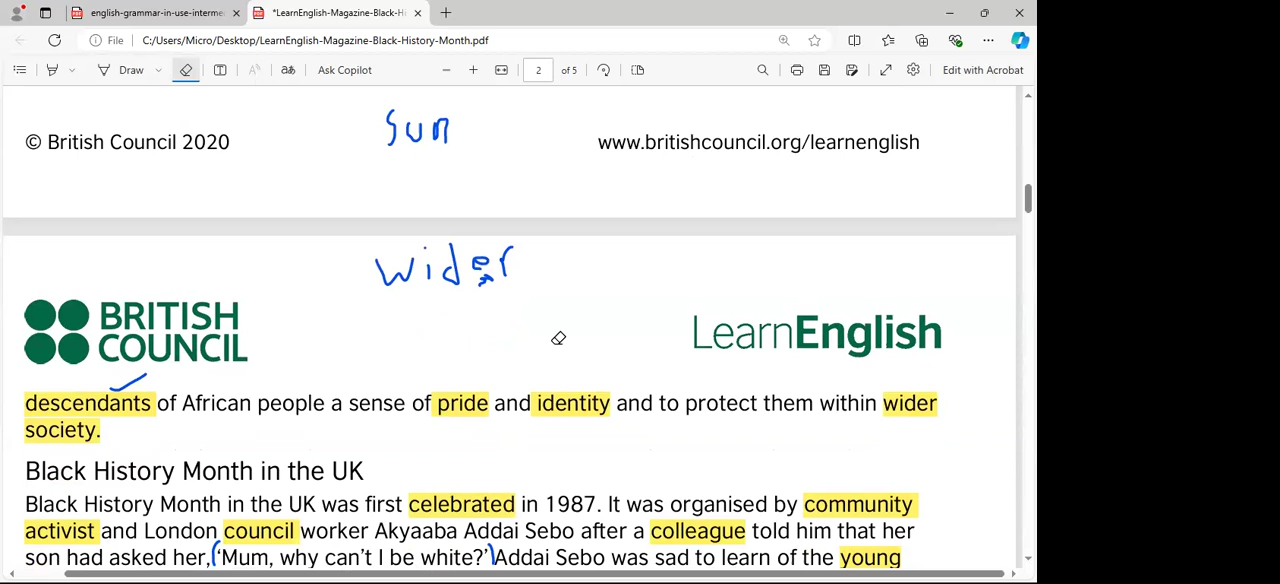 english-grammar-in-use-interme
*LearnEnglish-Magazine-Black-Hi
File C:/Users/Micro/Desktop/LearnEnglish-Magazine-Black-History-Month.pdf
Draw aあ Ask Copilot 2 of 5 Edit with Acrobat
sun
© British Council 2020 www.britishcouncil.org/learnenglish
wider
BRITISH COUNCIL LearnEnglish
descendants of African people a sense of pride and identity and to protect them within wider
society.
Black History Month in the UK
Black History Month in the UK was first celebrated in 1987. It was organised by community
activist and London council worker Akyaaba Addai Sebo after a colleague told him that her
son had asked her, ('Mum, why can't I be white?') Addai Sebo was sad to learn of the young